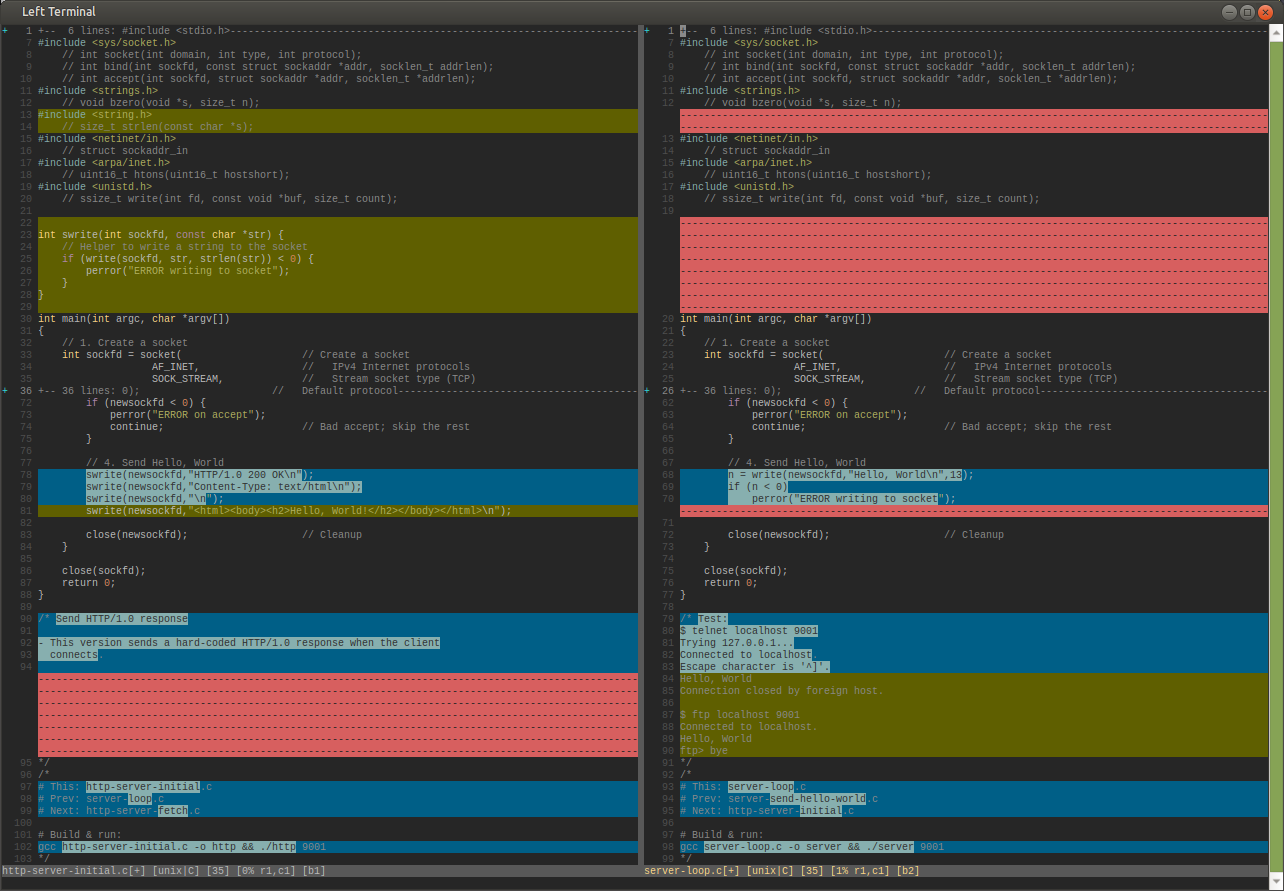 Left Terminal
+ 1 +-- 6 lines: #include <stdio.h>
7 #include <sys/socket.h>
8 // int socket(int domain, int type, int protocol);
9 // int bind(int sockfd, const struct sockaddr *addr, socklen_t addrlen);
10 // int accept(int sockfd, struct sockaddr *addr, socklen_t *addrlen);
11 #include <strings.h>
12 // void bzero(void *s, size_t n);
13 #include <string.h>
14 // size_t strlen(const char *s);
15 #include <netinet/in.h>
16 // struct sockaddr_in
17 #include <arpa/inet.h>
18 // uint16_t htons(uint16_t hostshort);
19 #include <unistd.h>
20 // ssize_t write(int fd, const void *buf, size_t count);
21
22
23 int swrite(int sockfd, const char *str) {
24 // Helper to write a string to the socket
25 if (write(sockfd, str, strlen(str)) < 0) {
26 perror("ERROR writing to socket");
27 }
28 }
29
30 int main(int argc, char *argv[])
31 {
32 // 1. Create a socket
33 int sockfd = socket( // Create a socket
34 AF_INET, // IPv4 Internet protocols
35 SOCK_STREAM, // Stream socket type (TCP)
+ 36 +-- 36 lines: 0); // Default protocol
72 if (newsockfd < 0) {
73 perror("ERROR on accept");
74 continue; // Bad accept; skip the rest
75 }
76
77 // 4. Send Hello, World
78 swrite(newsockfd,"HTTP/1.0 200 OK\n");
79 swrite(newsockfd,"Content-Type: text/html\n");
80 swrite(newsockfd,"\n");
81 swrite(newsockfd,"<html><body><h2>Hello, World!</h2></body></html>\n");
82
83 close(newsockfd); // Cleanup
84 }
85
86 close(sockfd);
87 return 0;
88 }
89
90 /* Send HTTP/1.0 response
91
92 - This version sends a hard-coded HTTP/1.0 response when the client
93 connects.
94
95 */
96 /*
97 # This: http-server-initial.c
98 # Prev: server-loop.c
99 # Next: http-server-fetch.c
100
101 # Build & run:
102 gcc http-server-initial.c -o http && ./http 9001
103 */
http-server-initial.c[+] [unix|C] [35] [0% r1,c1] [b1]
+ 1 +-- 6 lines: #include <stdio.h>
7 #include <sys/socket.h>
8 // int socket(int domain, int type, int protocol);
9 // int bind(int sockfd, const struct sockaddr *addr, socklen_t addrlen);
10 // int accept(int sockfd, struct sockaddr *addr, socklen_t *addrlen);
11 #include <strings.h>
12 // void bzero(void *s, size_t n);
13 #include <netinet/in.h>
14 // struct sockaddr_in
15 #include <arpa/inet.h>
16 // uint16_t htons(uint16_t hostshort);
17 #include <unistd.h>
18 // ssize_t write(int fd, const void *buf, size_t count);
19
20 int main(int argc, char *argv[])
21 {
22 // 1. Create a socket
23 int sockfd = socket( // Create a socket
24 AF_INET, // IPv4 Internet protocols
25 SOCK_STREAM, // Stream socket type (TCP)
+ 26 +-- 36 lines: 0); // Default protocol
62 if (newsockfd < 0) {
63 perror("ERROR on accept");
64 continue; // Bad accept; skip the rest
65 }
66
67 // 4. Send Hello, World
68 n = write(newsockfd,"Hello, World\n",13);
69 if (n < 0)
70 perror("ERROR writing to socket");
71
72 close(newsockfd); // Cleanup
73 }
74
75 close(sockfd);
76 return 0;
77 }
78
79 /* Test:
80 $ telnet localhost 9001
81 Trying 127.0.0.1...
82 Connected to localhost.
83 Escape character is '^]'.
84 Hello, World
85 Connection closed by foreign host.
86
87 $ ftp localhost 9001
88 Connected to localhost.
89 Hello, World
90 ftp> bye
91 */
92 /*
93 # This: server-loop.c
94 # Prev: server-send-hello-world.c
95 # Next: http-server-initial.c
96
97 # Build & run:
98 gcc server-loop.c -o server && ./server 9001
99 */
server-loop.c[+] [unix|C] [35] [1% r1,c1] [b2]